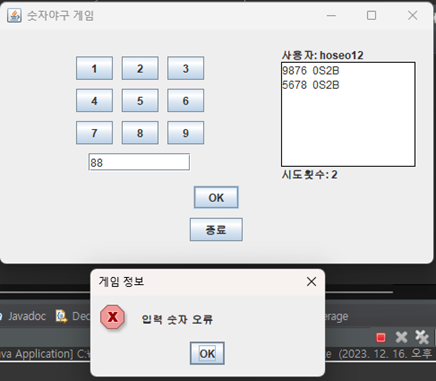 숫자야구 게임
1 2 3
4 5 6
7 8 9
88
OK
종료
사용자: hoseo12
9876 0S2B
5678 0S2B
시도횟수: 2
게임 정보
입력 숫자 오류
OK
Javadoc
erage
ava Application] C:\
(2023. 12. 16. 오후